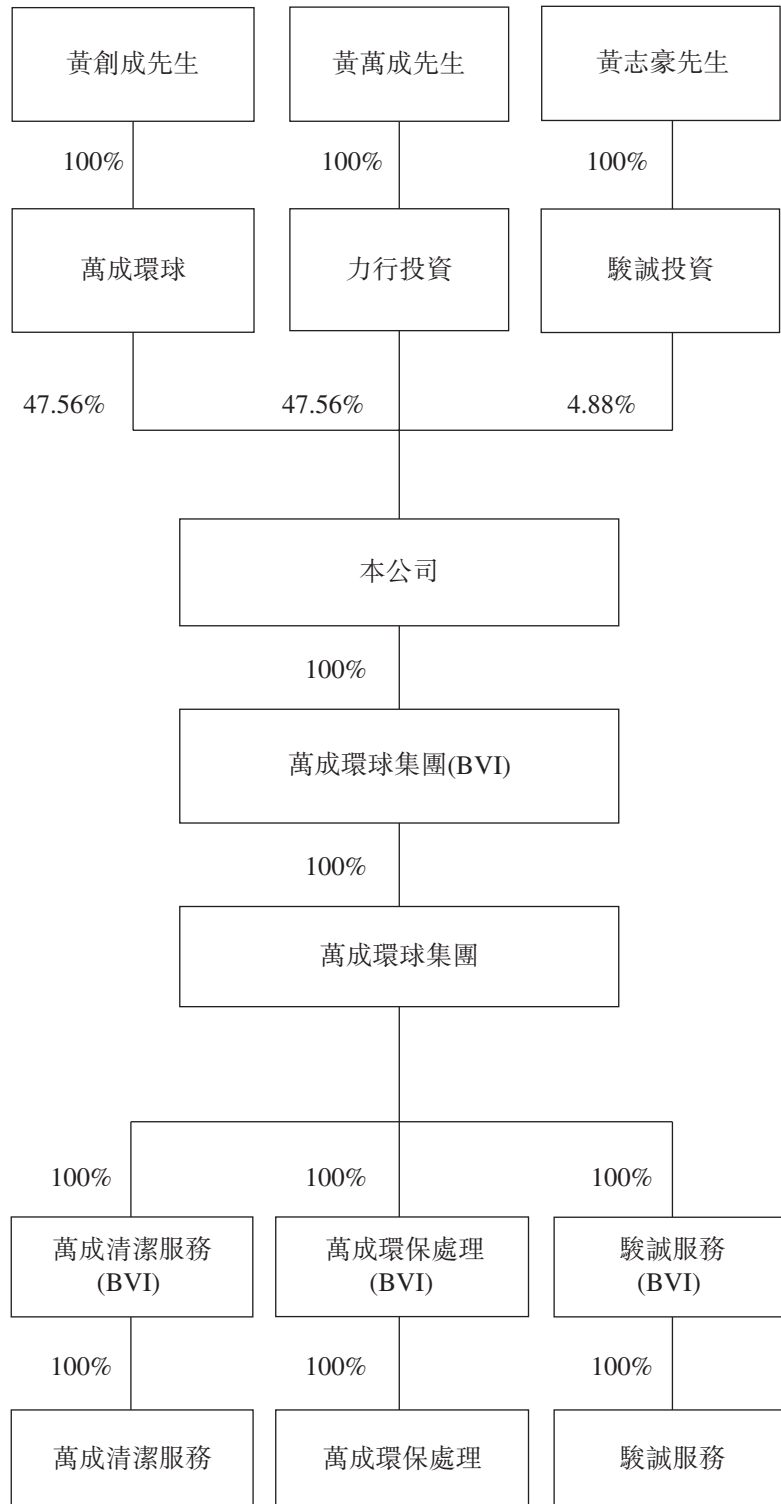 黃創成先生
黃萬成先生
黃志豪先生
100%
100%
100%
萬成環球
力行投資
駿誠投資
47.56%
47.56%
4.88%
本公司
100%
萬成環球集團(BVI)
100%
萬成環球集團
100%
100%
100%
萬成清潔服務
(BVI)
萬成環保處理
(BVI)
駿誠服務
(BVI)
100%
100%
100%
萬成清潔服務
萬成環保處理
駿誠服務